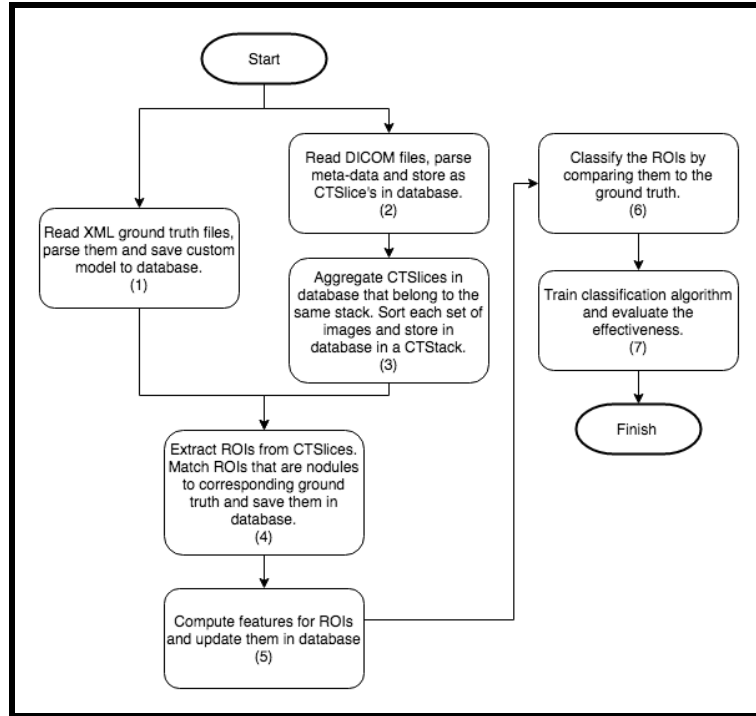 Start
Read XML ground truth files,
parse them and save custom
model to database.
(1)
Read DICOM files, parse
meta-data and store as
CTSlice's in database.
(2)
Aggregate CTSlices in
database that belong to the
same stack. Sort each set of
images and store in
database in a CTStack.
(3)
Extract ROIs from CTSlices.
Match ROIs that are nodules
to corresponding ground
truth and save them in
database.
(4)
Compute features for ROIs
and update them in database
(5)
Classify the ROIs by
comparing them to the
ground truth.
(6)
Train classification algorithm
and evaluate the
effectiveness.
(7)
Finish